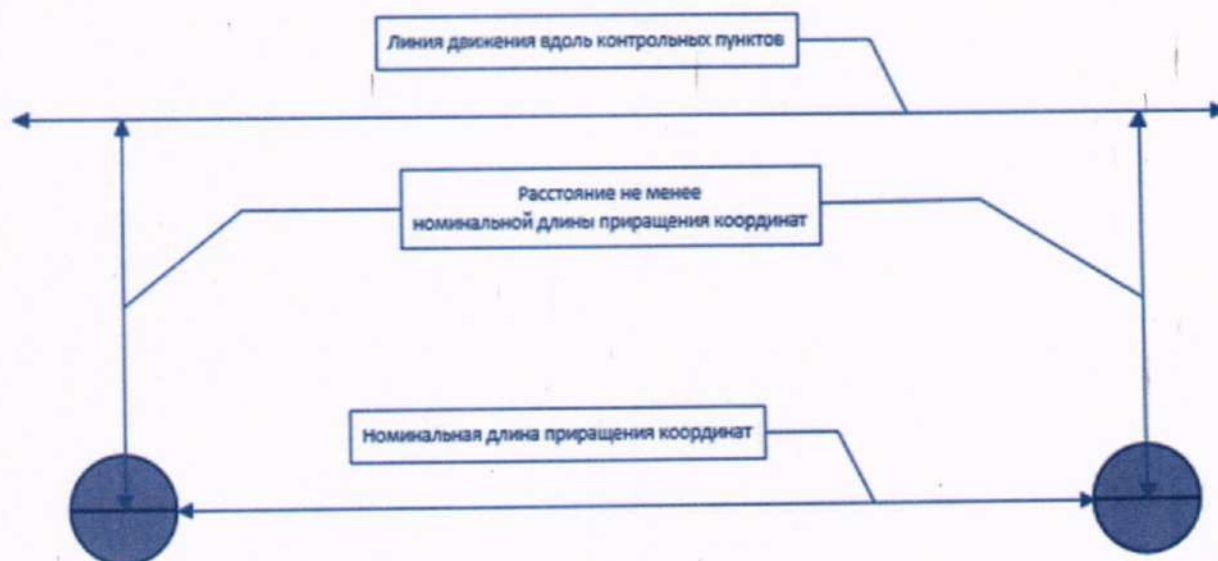 Линия движения вдоль контрольных пунктов
Расстояние не менее
номинальной длины приращения координат
Номинальная длина приращения координат